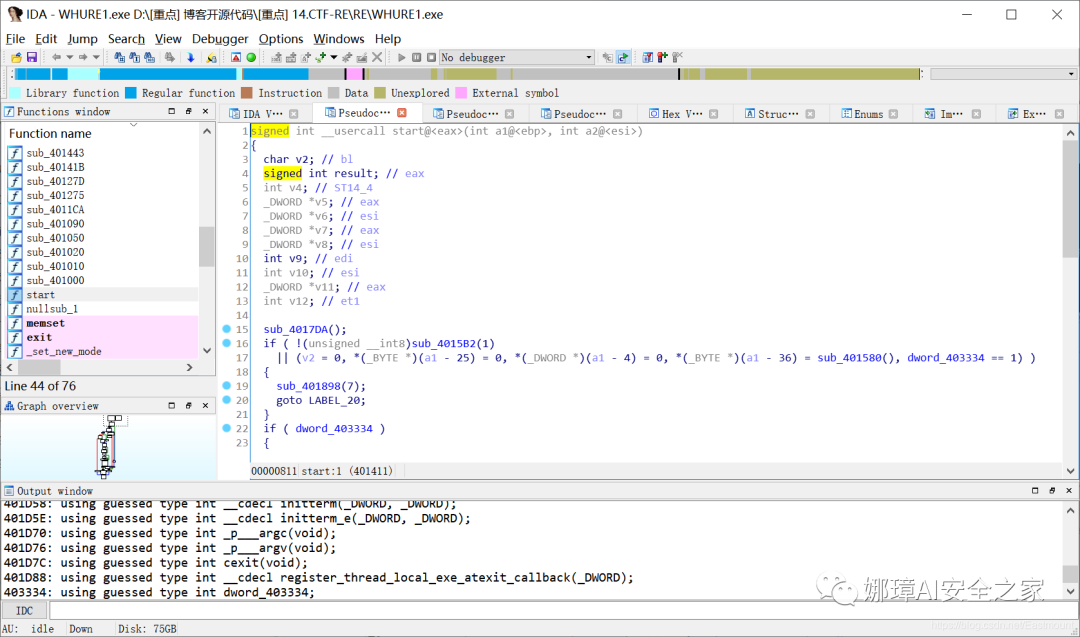 IDA - WHURE1.exe D:\[重点] 博客开源代码\[重点] 14.CTF-RE\RE\WHURE1.exe
File Edit Jump Search View Debugger Options Windows Help
No debugger
Library function Regular function Instruction Data Unexplored External symbol
Functions window
IDA V··· Pseudoc··· Pseudoc··· Pseudoc··· Hex V··· Struc··· Enums Im··· Ex···
Function name
f sub_401443
f sub_40141B
f sub_40127D
f sub_401275
f sub_4011CA
f sub_401090
f sub_401050
f sub_401020
f sub_401010
f sub_401000
f start
f nullsub_1
f memset
f exit
f _set_new_mode
Line 44 of 76
Graph overview
1 signed int __usercall start@<eax>(int a1@<ebp>, int a2@<esi>)
2 {
3 char v2; // bl
4 signed int result; // eax
5 int v4; // ST14_4
6 _DWORD *v5; // eax
7 _DWORD *v6; // esi
8 _DWORD *v7; // eax
9 _DWORD *v8; // esi
10 int v9; // edi
11 int v10; // esi
12 _DWORD *v11; // eax
13 int v12; // et1
14
15 sub_4017DA();
16 if ( !(unsigned __int8)sub_4015B2(1)
17 || (v2 = 0, *(_BYTE *)(a1 - 25) = 0, *(_DWORD *)(a1 - 4) = 0, *(_BYTE *)(a1 - 36) = sub_401580(), dword_403334 == 1) )
18 {
19 sub_401898(7);
20 goto LABEL_20;
21 }
22 if ( dword_403334 )
23 {
00000811 start:1 (401411)
Output window
401D58: using guessed type int __cdecl initterm(_DWORD, _DWORD);
401D5E: using guessed type int __cdecl initterm_e(_DWORD, _DWORD);
401D70: using guessed type int _p___argc(void);
401D76: using guessed type int _p___argv(void);
401D7C: using guessed type int cexit(void);
401D88: using guessed type int __cdecl register_thread_local_exe_atexit_callback(_DWORD);
403334: using guessed type int dword_403334;
娜璋AI安全之家
IDC
AU: idle Down Disk: 75GB